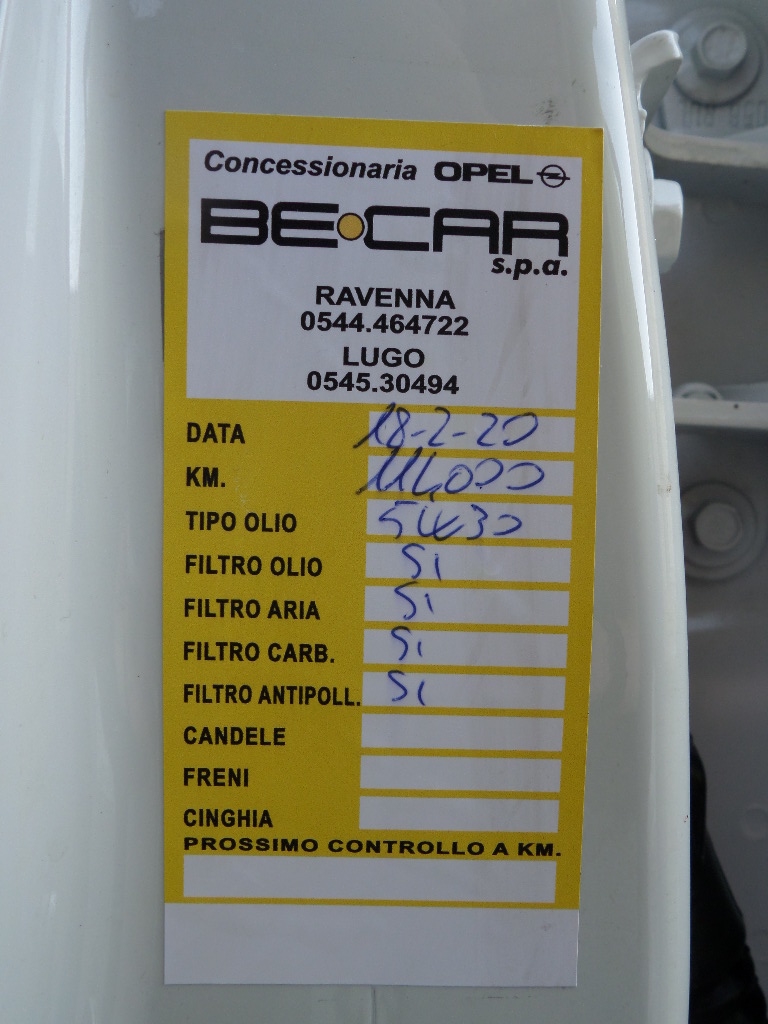 Concessionaria OPEL
BE•CAR
s.p.a.
RAVENNA
0544.464722
LUGO
0545.30494
DATA 18-2-20
KM. 114000
TIPO OLIO 5W30
FILTRO OLIO Si
FILTRO ARIA Si
FILTRO CARB. Si
FILTRO ANTIPOLL. Si
CANDELE
FRENI
CINGHIA
PROSSIMO CONTROLLO A KM.